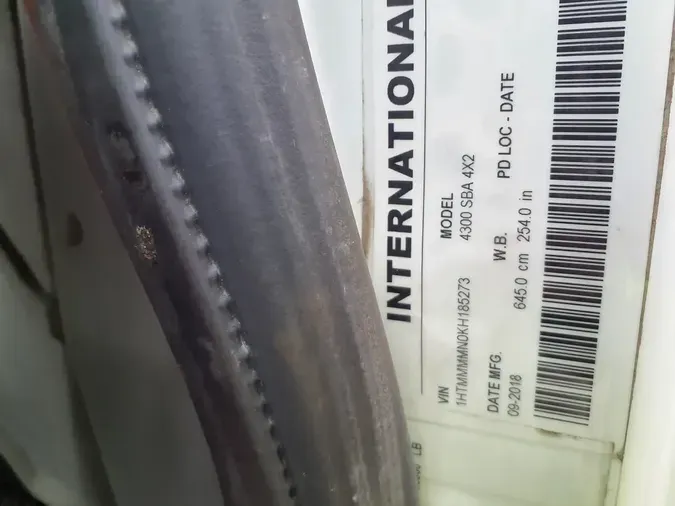 INTERNATIONAL
VIN MODEL
1HTMMMMN0KH185273 4300 SBA 4X2
DATE MFG. W.B. PD LOC - DATE
09-2018 645.0 cm 254.0 in
LB